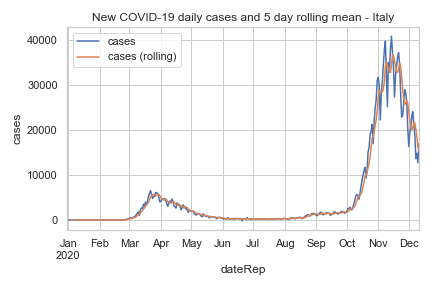 New COVID-19 daily cases and 5 day rolling mean - Italy
cases
cases (rolling)
40000
30000
20000
10000
0
cases
Jan Feb Mar Apr May Jun Jul Aug Sep Oct Nov Dec
2020
dateRep